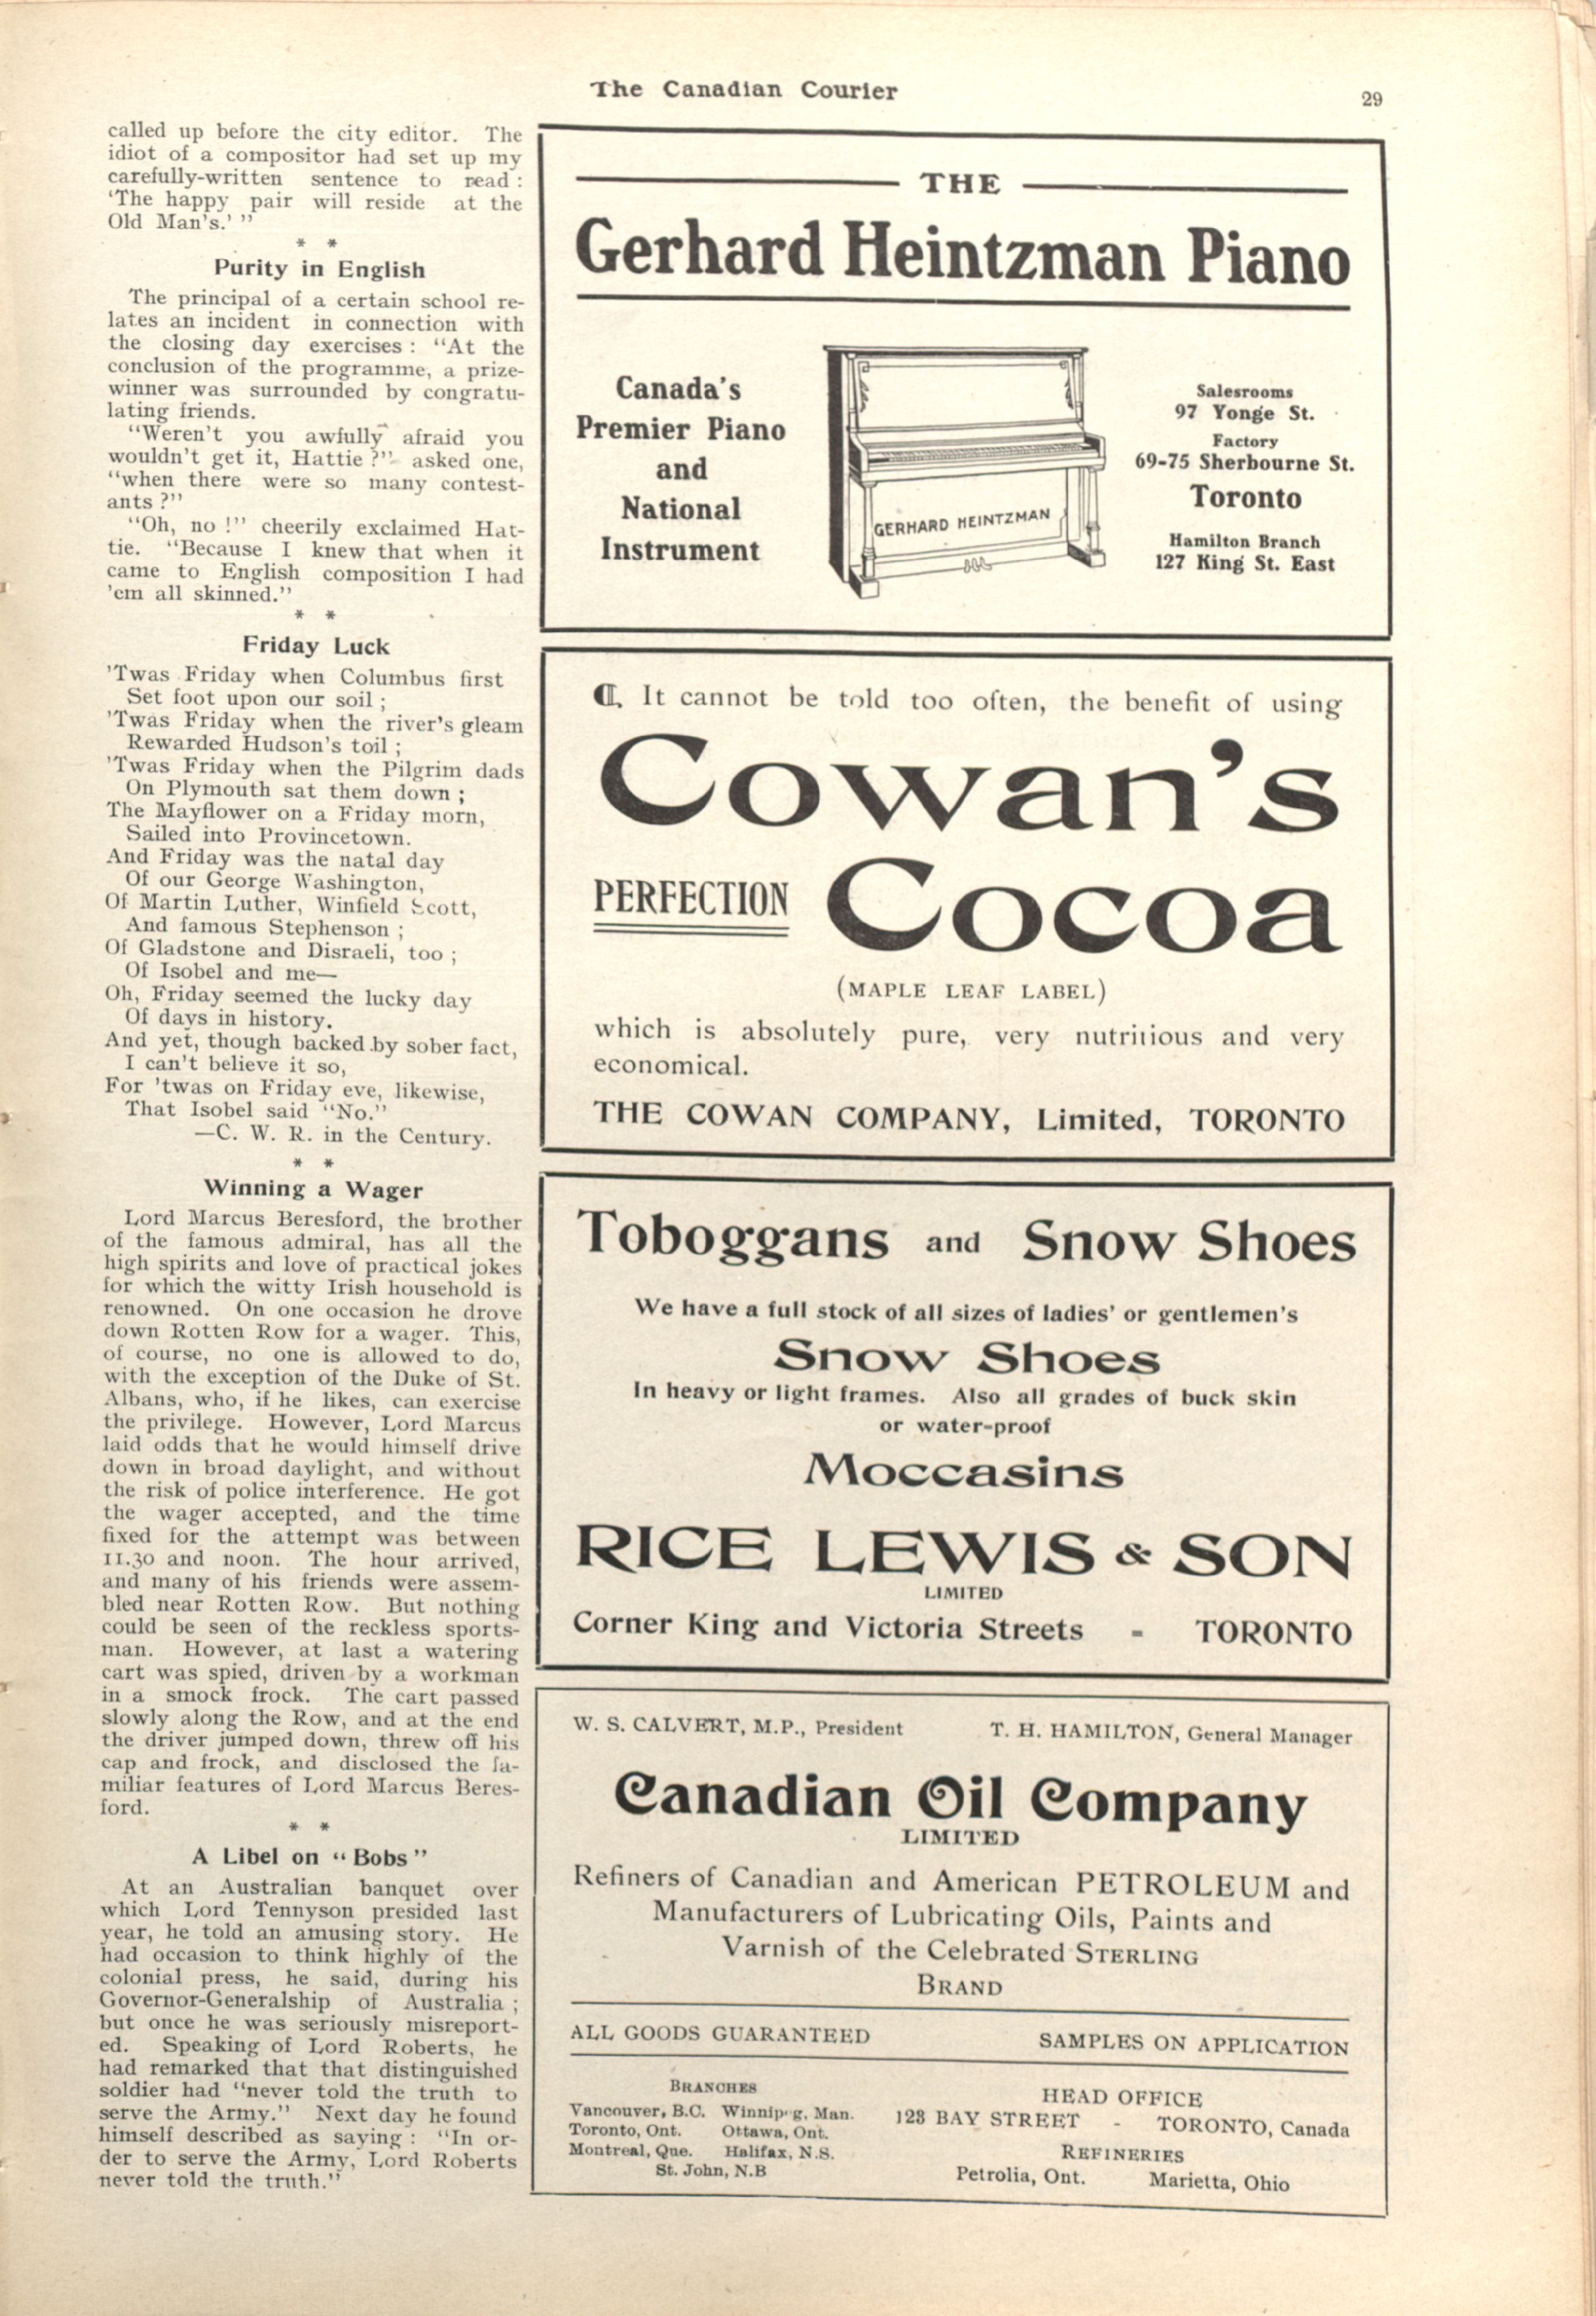 The Canadian Courier
29
called up before the city editor. The
idiot of a compositor had set up my
carefully-written sentence to read :
'The happy pair will reside at the
Old Man's.' "
* *
Purity in English
The principal of a certain school re-
lates an incident in connection with
the closing day exercises : "At the
conclusion of the programme, a prize-
winner was surrounded by congratu-
lating friends.
"Weren't you awfully afraid you
wouldn't get it, Hattie ?" asked one,
"when there were so many contest-
ants ?"
"Oh, no !" cheerily exclaimed Hat-
tie. "Because I knew that when it
came to English composition I had
'em all skinned."
* *
Friday Luck
'Twas Friday when Columbus first
Set foot upon our soil ;
'Twas Friday when the river's gleam
Rewarded Hudson's toil ;
'Twas Friday when the Pilgrim dads
On Plymouth sat them down ;
The Mayflower on a Friday morn,
Sailed into Provincetown.
And Friday was the natal day
Of our George Washington,
Of Martin Luther, Winfield Scott,
And famous Stephenson ;
Of Gladstone and Disraeli, too ;
Of Isobel and me—
Oh, Friday seemed the lucky day
Of days in history.
And yet, though backed by sober fact,
I can't believe it so,
For 'twas on Friday eve, likewise,
That Isobel said "No."
—C. W. R. in the Century.
* *
Winning a Wager
Lord Marcus Beresford, the brother
of the famous admiral, has all the
high spirits and love of practical jokes
for which the witty Irish household is
renowned. On one occasion he drove
down Rotten Row for a wager. This,
of course, no one is allowed to do,
with the exception of the Duke of St.
Albans, who, if he likes, can exercise
the privilege. However, Lord Marcus
laid odds that he would himself drive
down in broad daylight, and without
the risk of police interference. He got
the wager accepted, and the time
fixed for the attempt was between
11.30 and noon. The hour arrived,
and many of his friends were assem-
bled near Rotten Row. But nothing
could be seen of the reckless sports-
man. However, at last a watering
cart was spied, driven by a workman
in a smock frock. The cart passed
slowly along the Row, and at the end
the driver jumped down, threw off his
cap and frock, and disclosed the fa-
miliar features of Lord Marcus Beres-
ford.
* *
A Libel on "Bobs"
At an Australian banquet over
which Lord Tennyson presided last
year, he told an amusing story. He
had occasion to think highly of the
colonial press, he said, during his
Governor-Generalship of Australia ;
but once he was seriously misreport-
ed. Speaking of Lord Roberts, he
had remarked that that distinguished
soldier had "never told the truth to
serve the Army." Next day he found
himself described as saying : "In or-
der to serve the Army, Lord Roberts
never told the truth."
THE
Gerhard Heintzman Piano
Canada's
Premier Piano
and
National
Instrument
GERHARD HEINTZMAN
Salesrooms
97 Yonge St.
Factory
69-75 Sherbourne St.
Toronto
Hamilton Branch
127 King St. East
¶ It cannot be told too often, the benefit of using
Cowan's
PERFECTION Cocoa
(MAPLE LEAF LABEL)
which is absolutely pure, very nutritious and very
economical.
THE COWAN COMPANY, Limited, TORONTO
Toboggans and Snow Shoes
We have a full stock of all sizes of ladies' or gentlemen's
Snow Shoes
In heavy or light frames. Also all grades of buck skin
or water-proof
Moccasins
RICE LEWIS & SON
LIMITED
Corner King and Victoria Streets - TORONTO
W. S. CALVERT, M.P., President T. H. HAMILTON, General Manager
Canadian Oil Company
LIMITED
Refiners of Canadian and American PETROLEUM and
Manufacturers of Lubricating Oils, Paints and
Varnish of the Celebrated STERLING
BRAND
ALL GOODS GUARANTEED SAMPLES ON APPLICATION
BRANCHES
Vancouver, B.C. Winnipeg, Man.
Toronto, Ont. Ottawa, Ont.
Montreal, Que. Halifax, N.S.
St. John, N.B
HEAD OFFICE
123 BAY STREET - TORONTO, Canada
REFINERIES
Petrolia, Ont. Marietta, Ohio